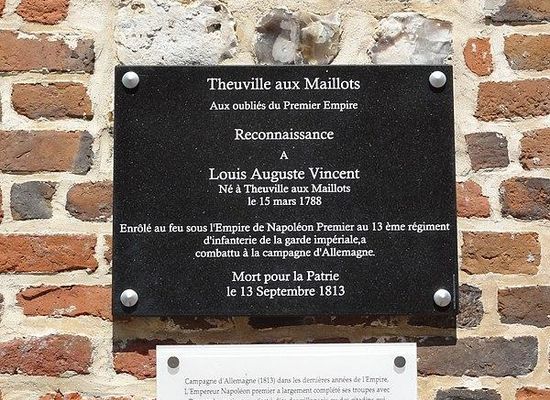 Theuville aux Maillots
Aux oubliés du Premier Empire
Reconnaissance
A
Louis Auguste Vincent
Né à Theuville aux Maillots
le 15 mars 1788
Enrôlé au feu sous l'Empire de Napoléon Premier au 13 ème régiment
d'infanterie de la garde impériale,a
combattu à la campagne d'Allemagne.
Mort pour la Patrie
le 13 Septembre 1813
Campagne d'Allemagne (1813) dans les dernières années de l'Empire.
L'Empereur Napoléon premier a largement complété ses troupes avec